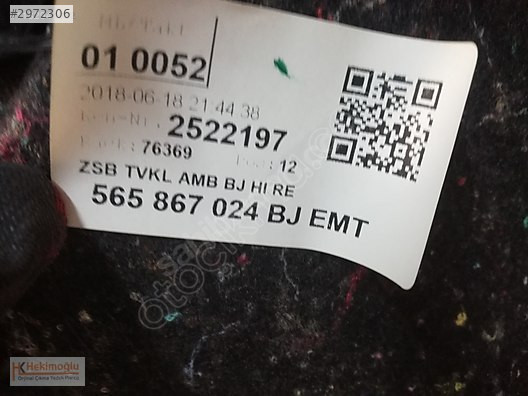 #2972306
01 0052
2018-06-18 21:44:38
2522197
76369
12
ZSB TVKL AMB BJ HI RE
565 867 024 BJ EMT
Hekimoğlu